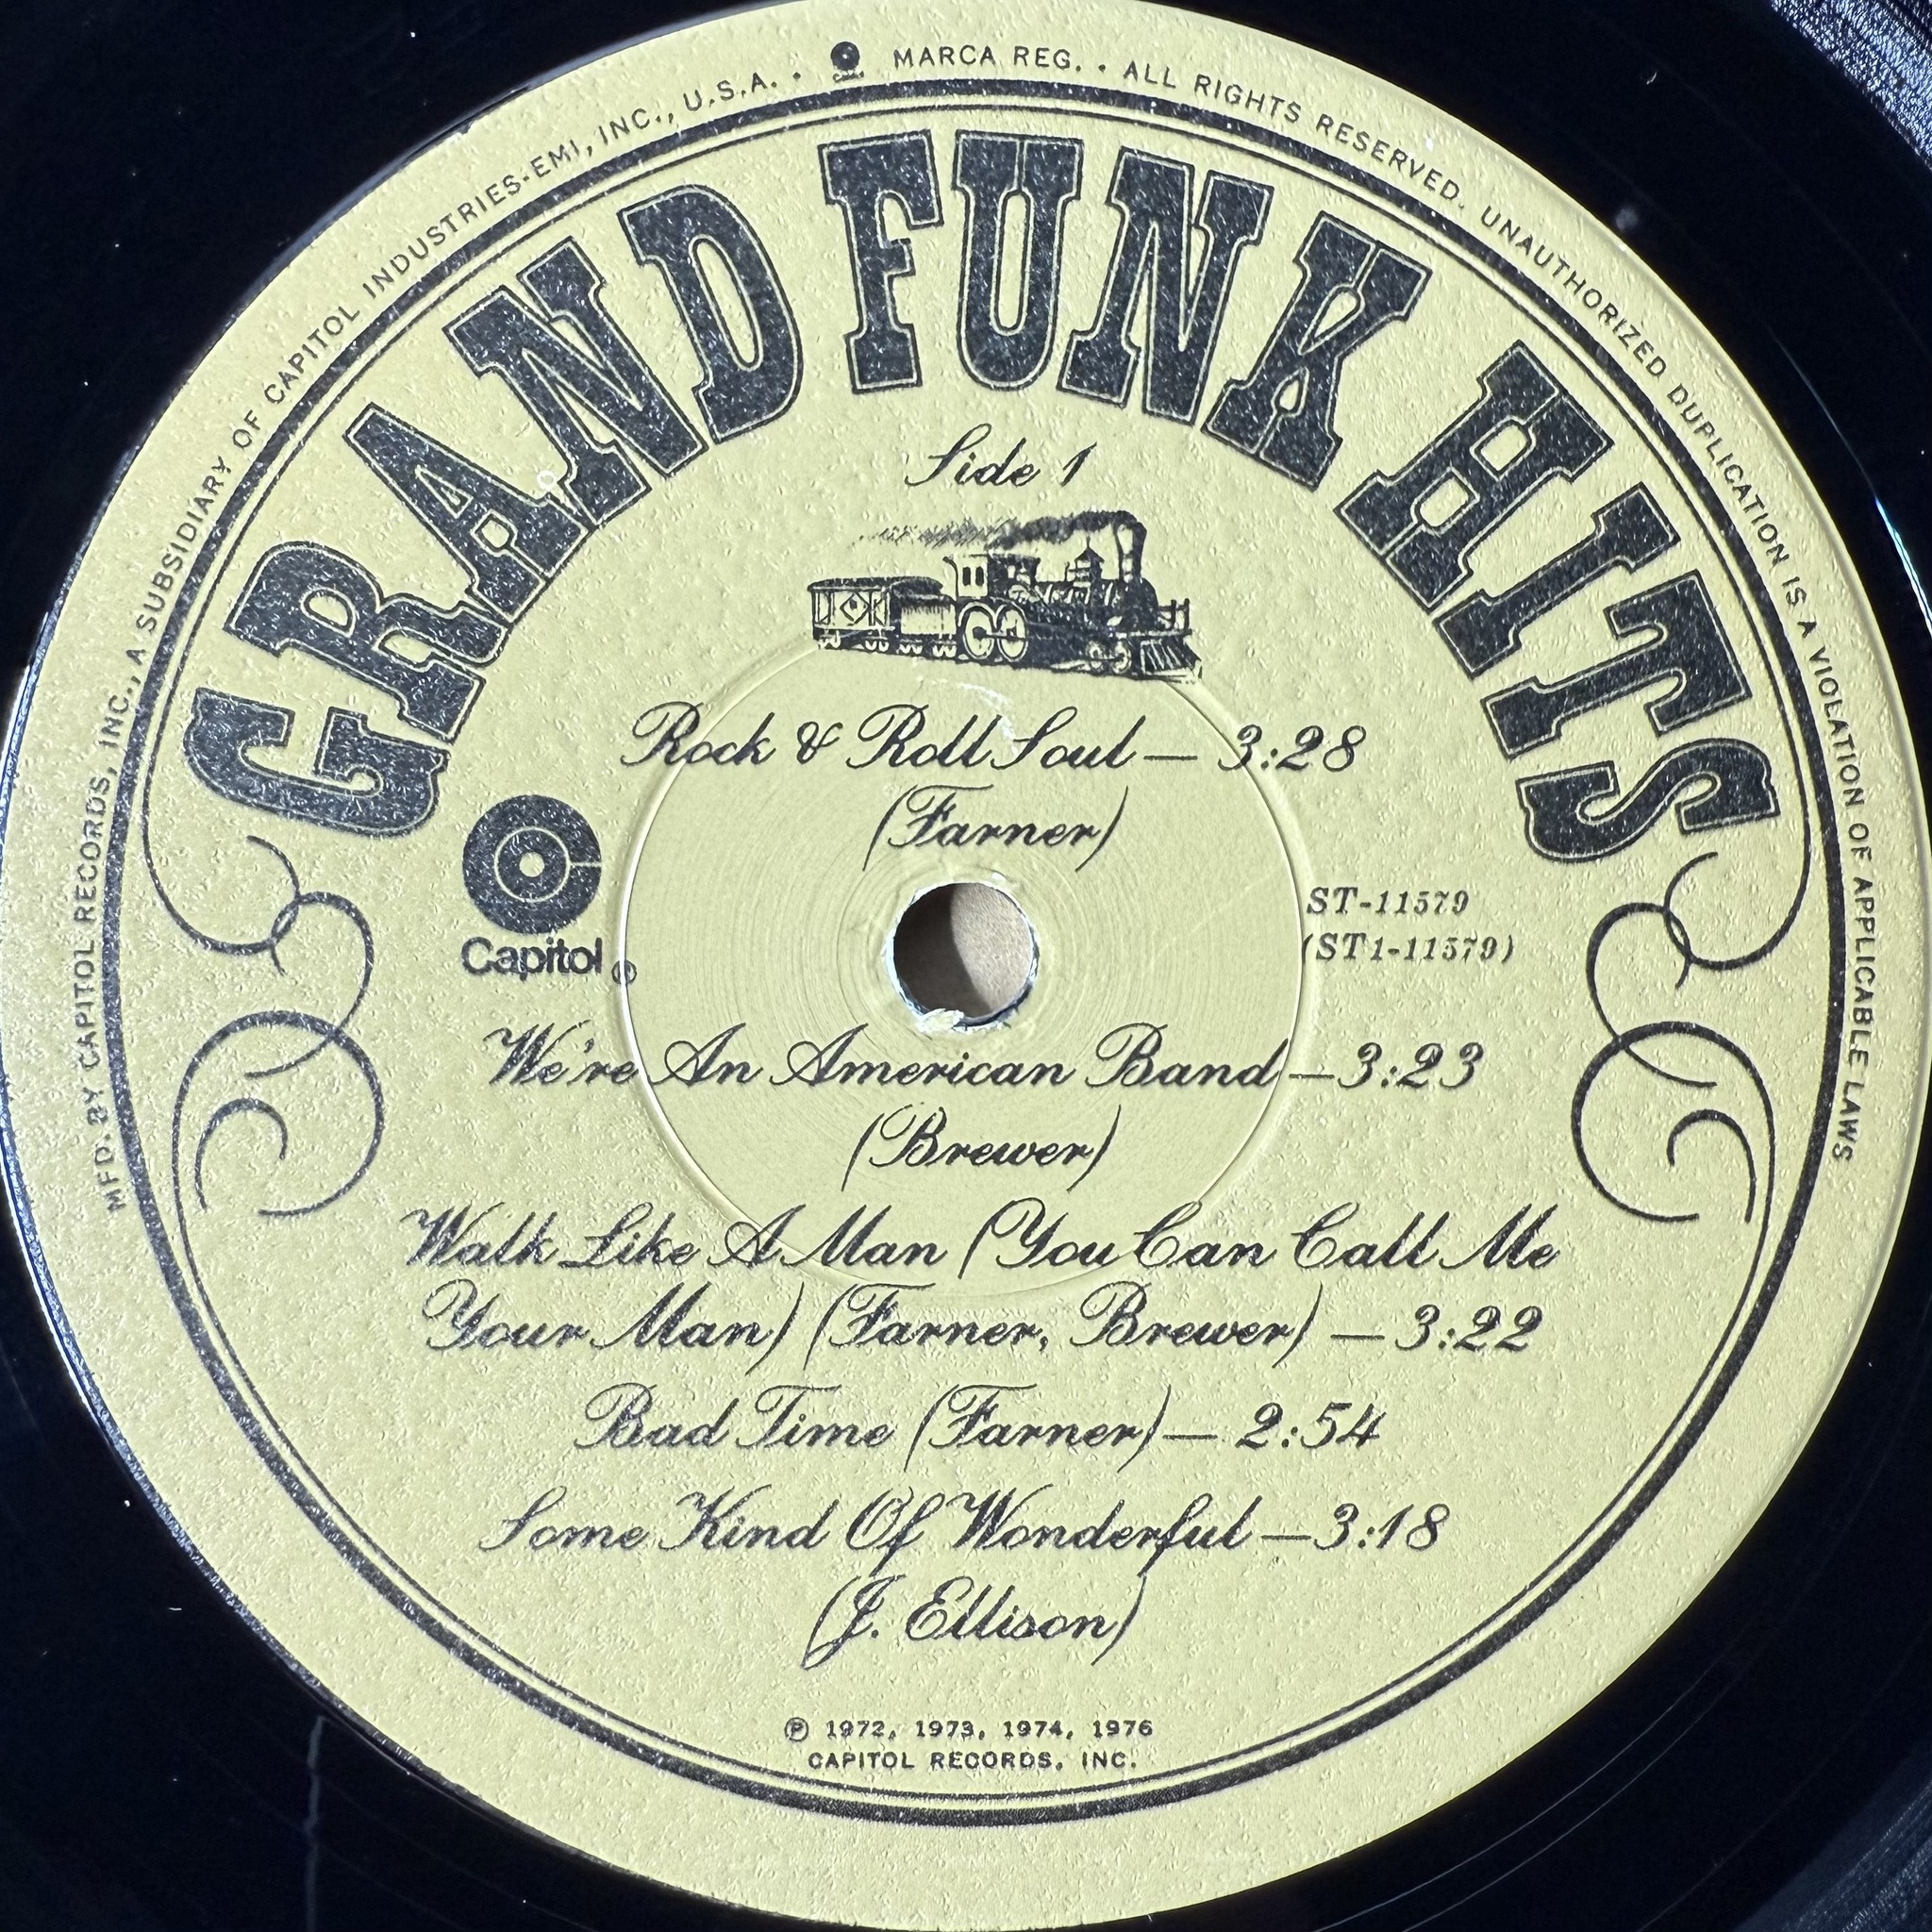 MFD. BY CAPITOL RECORDS, INC., A SUBSIDIARY OF CAPITOL INDUSTRIES-EMI, INC., U.S.A. • MARCA REG. • ALL RIGHTS RESERVED. UNAUTHORIZED DUPLICATION IS A VIOLATION OF APPLICABLE LAWS
GRAND FUNK HITS
Side 1
Rock & Roll Soul — 3:28
(Farner)
Capitol®
ST-11579
(ST1-11579)
We're An American Band — 3:23
(Brewer)
Walk Like A Man (You Can Call Me
Your Man) (Farner, Brewer) — 3:22
Bad Time (Farner) — 2:54
Some Kind Of Wonderful — 3:18
(J. Ellison)
℗ 1972, 1973, 1974, 1976
CAPITOL RECORDS, INC.